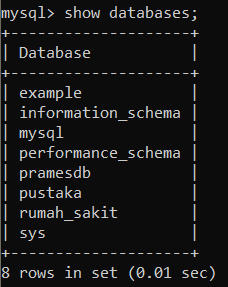 mysql> show databases;
+--------------------+
| Database           |
+--------------------+
| example            |
| information_schema |
| mysql              |
| performance_schema |
| pramesdb           |
| pustaka            |
| rumah_sakit        |
| sys                |
+--------------------+
8 rows in set (0.01 sec)